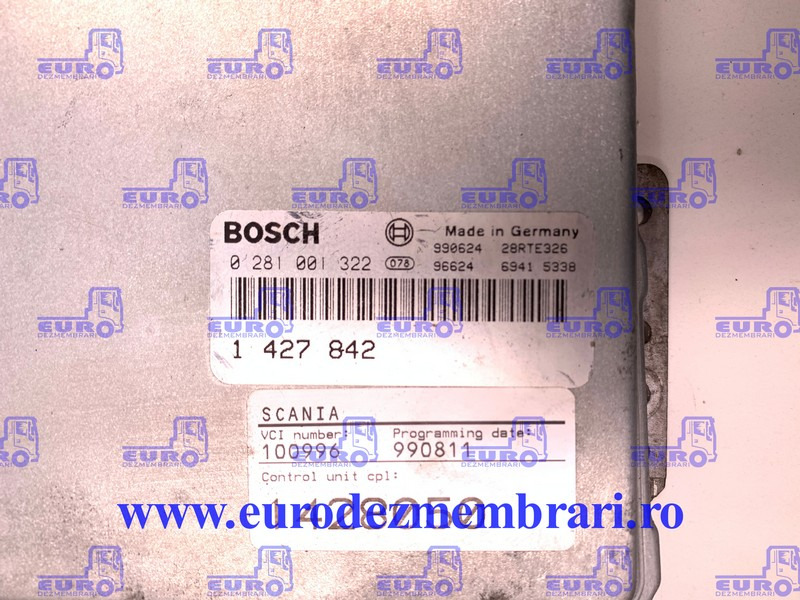 BOSCH Made in Germany
990624 28RTE326
0 281 001 322 078 96624 6941 5338
1 427 842
SCANIA
VCI number: Programming date:
100996 990811
Control unit cpl:
www.eurodezmembrari.ro
EURO
DEZMEMBRARI